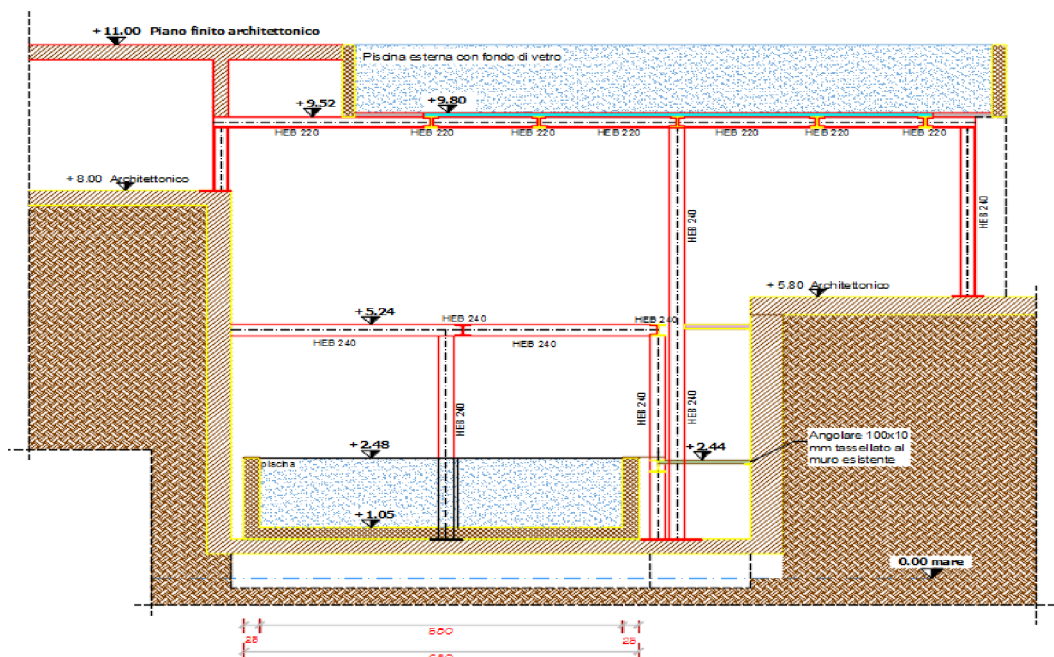 +11.00 Piano finito architettonico
Piscina esterna con fondo di vetro
+9.52
+9.80
HEB 220
HEB 220
HEB 220
HEB 220
HEB 220
HEB 220
HEB 220
+8.00 Architettonico
HEB 240
HEB 240
+5.80 Architettonico
+5.24
HEB 240
HEB 240
HEB 240
HEB 240
HEB 240
HEB 240
HEB 240
+2.48
+2.44
Angolare 100x10
mm tassellato al
muro esistente
piscina
+1.05
0.00 mare
25
25